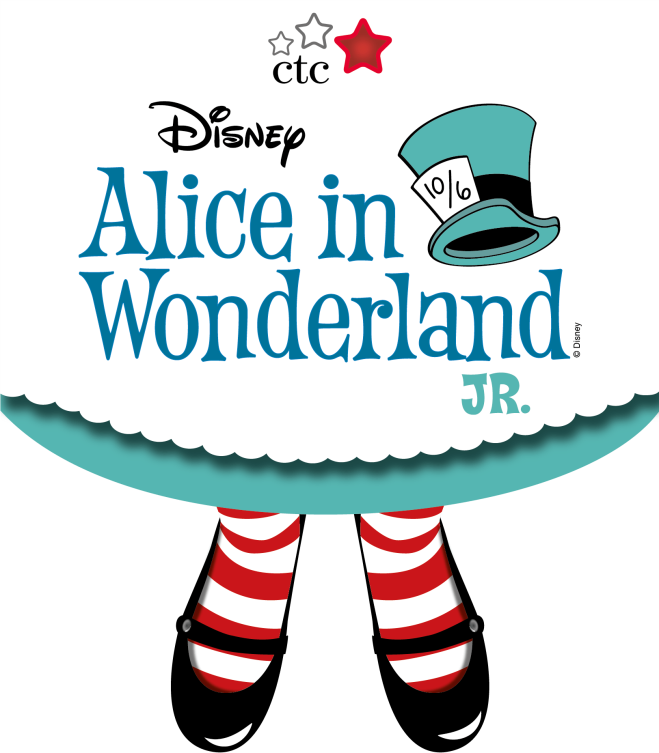 ctc
Disney
Alice in
10/6
Wonderland
© Disney
JR.